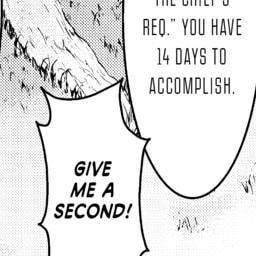 THE CHIEF'S
REQ." YOU HAVE
14 DAYS TO
ACCOMPLISH.
GIVE
ME A
SECOND!